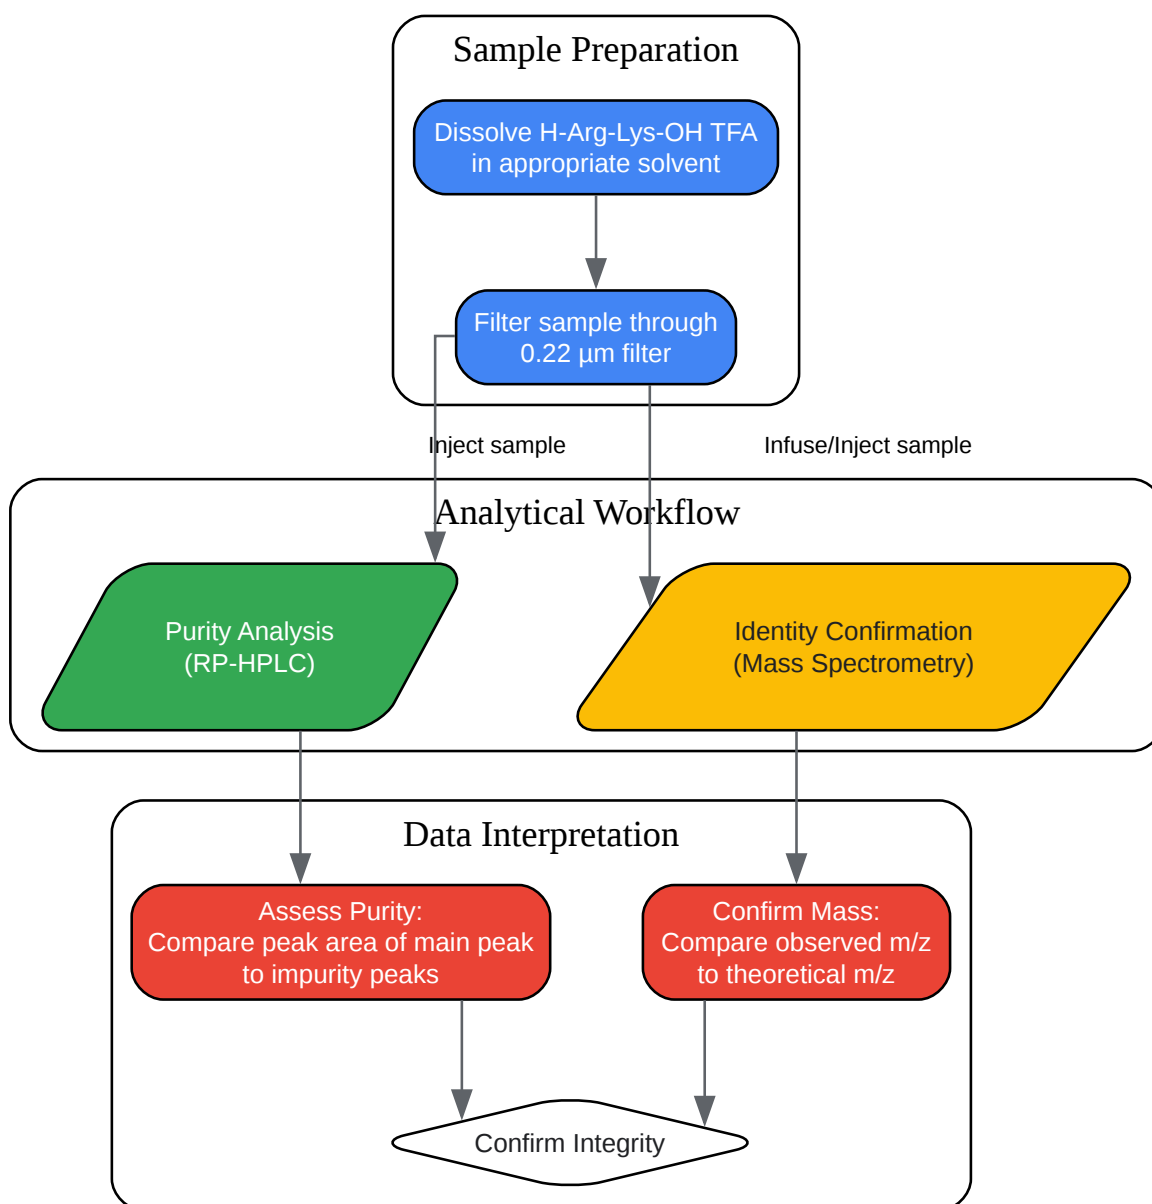 Sample Preparation
Dissolve H-Arg-Lys-OH TFA
in appropriate solvent
Filter sample through
0.22 µm filter
Inject sample
Infuse/Inject sample
Analytical Workflow
Purity Analysis
(RP-HPLC)
Identity Confirmation
(Mass Spectrometry)
Data Interpretation
Assess Purity:
Compare peak area of main peak
to impurity peaks
Confirm Mass:
Compare observed m/z
to theoretical m/z
Confirm Integrity